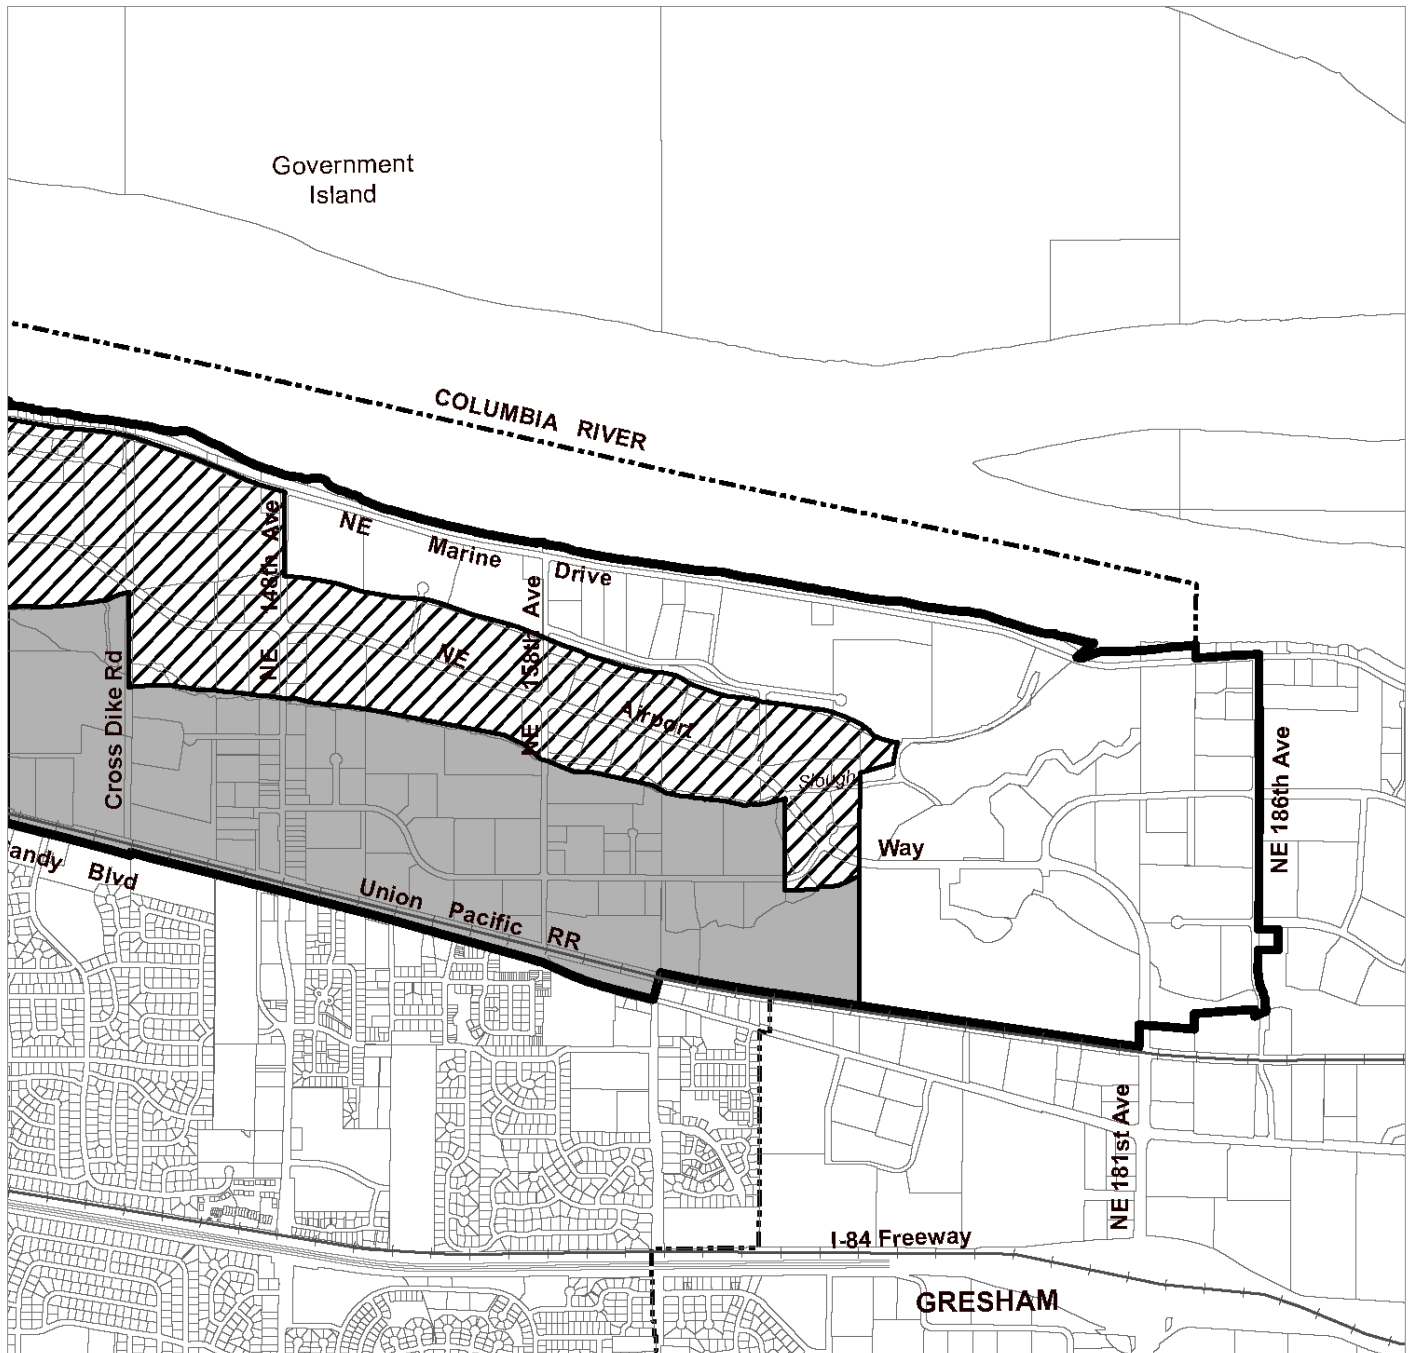 Government
Island
COLUMBIA RIVER
NE Marine Drive
NE 148th Ave
NE 158th Ave
NE Airport Way
Cross Dike Rd
Slough
NE 186th Ave
andy Blvd
Union Pacific RR
NE 181st Ave
I-84 Freeway
GRESHAM